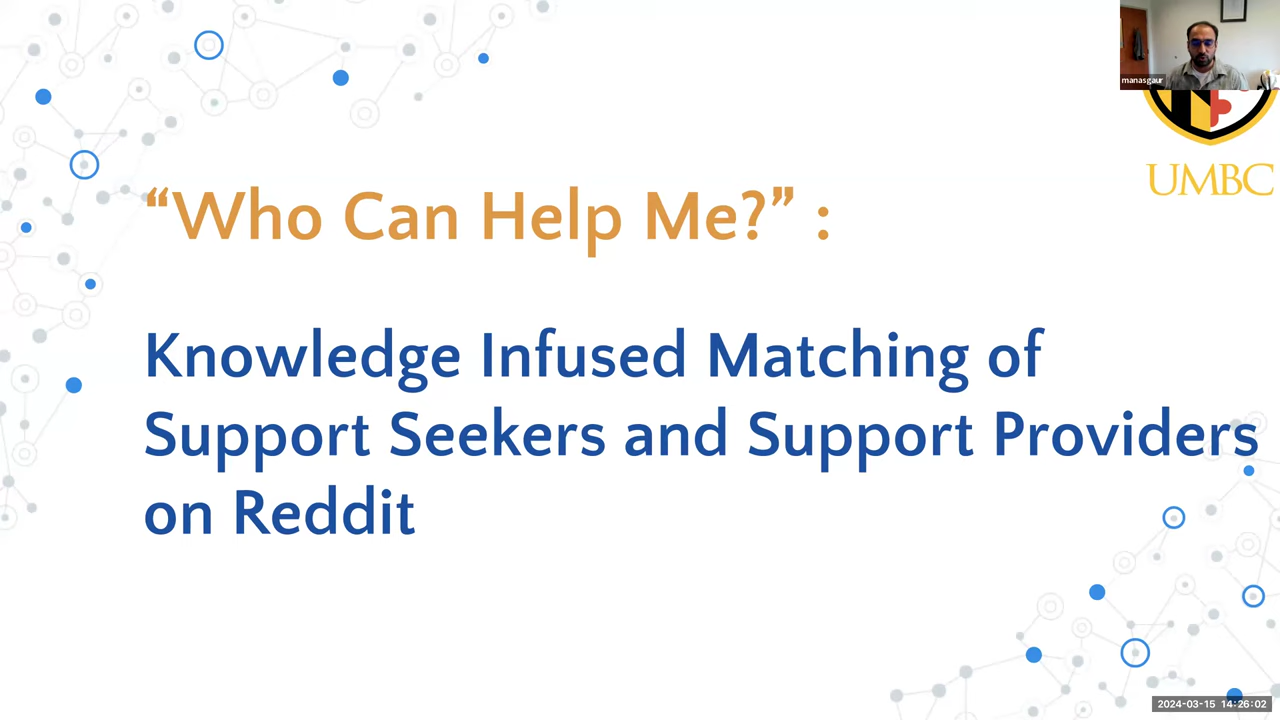 manasgaur
UMBC
“Who Can Help Me?” :
Knowledge Infused Matching of
Support Seekers and Support Providers
on Reddit
2024-03-15 14:26:02